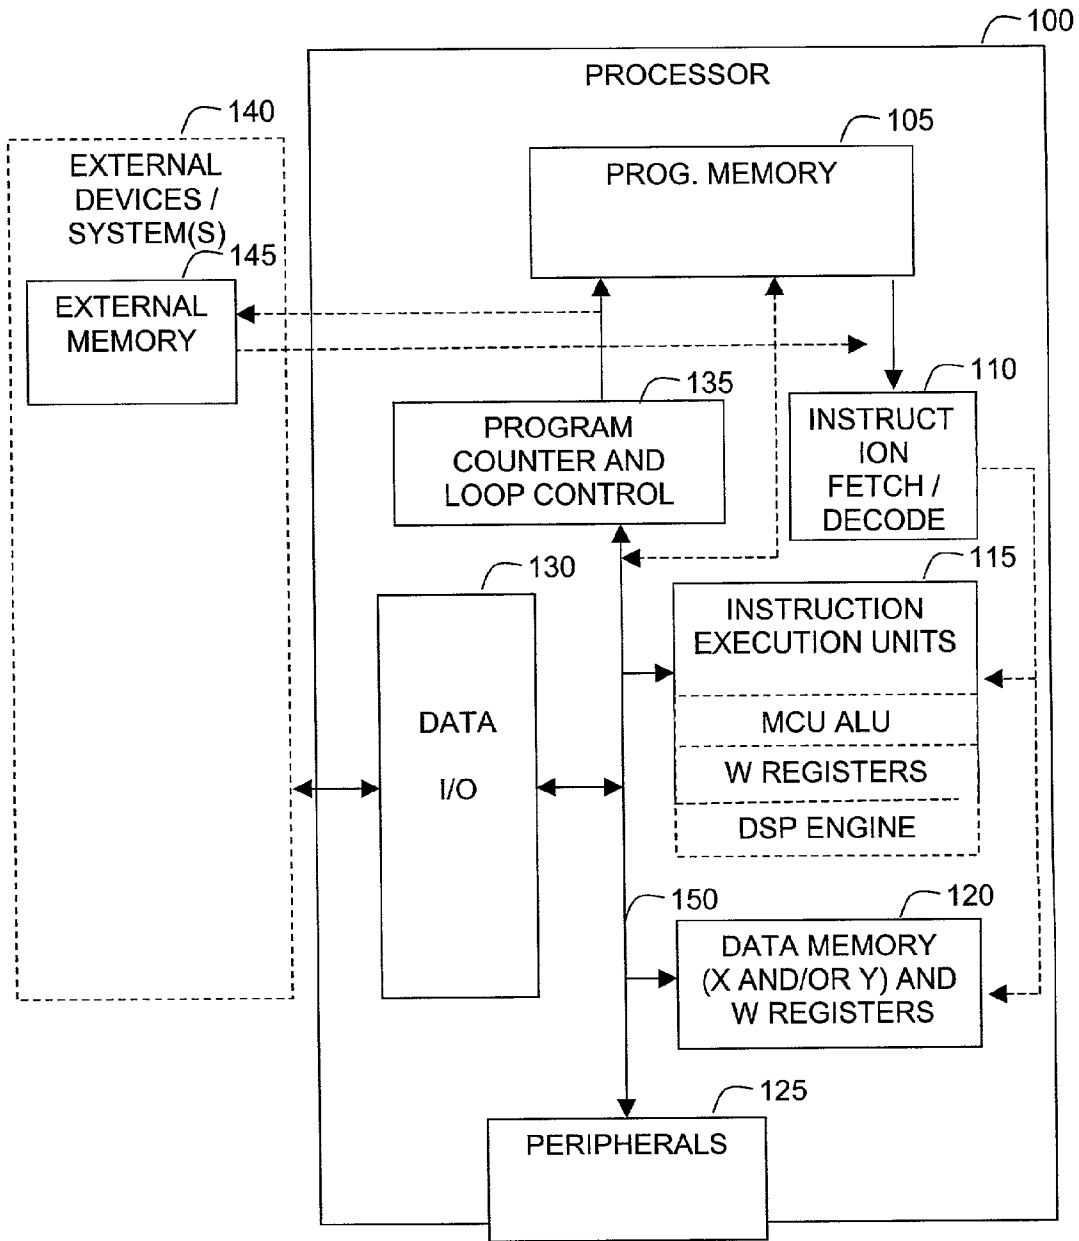 100
PROCESSOR
140
105
EXTERNAL
DEVICES /
SYSTEM(S)
PROG. MEMORY
145
EXTERNAL
MEMORY
135
110
PROGRAM
COUNTER AND
LOOP CONTROL
INSTRUCT
ION
FETCH /
DECODE
130
115
DATA
I/O
INSTRUCTION
EXECUTION UNITS
MCU ALU
W REGISTERS
DSP ENGINE
150
120
DATA MEMORY
(X AND/OR Y) AND
W REGISTERS
125
PERIPHERALS